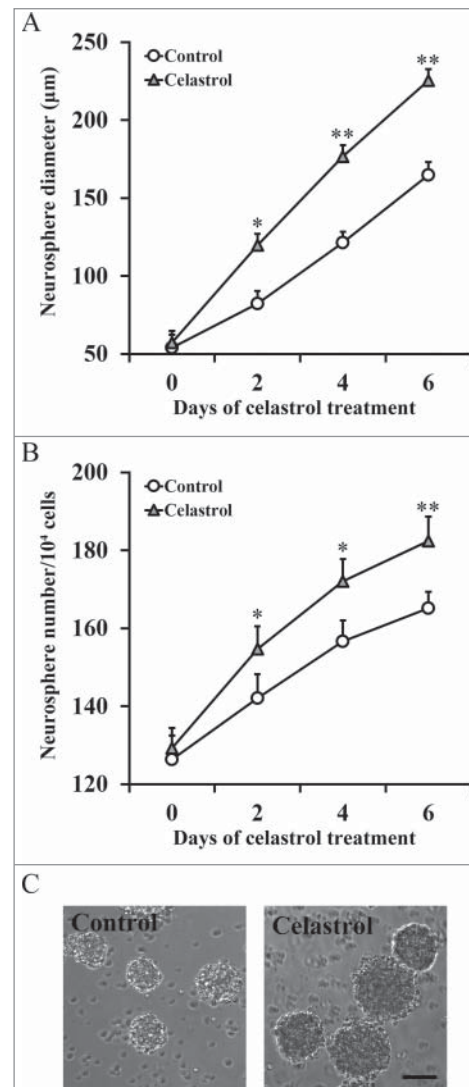 A
Neurosphere diameter (µm)
250
200
150
100
50
Control
Celastrol
*
**
**
0 2 4 6
Days of celastrol treatment
B
Neurosphere number/10⁴ cells
200
180
160
140
120
Control
Celastrol
*
*
**
0 2 4 6
Days of celastrol treatment
C
Control
Celastrol